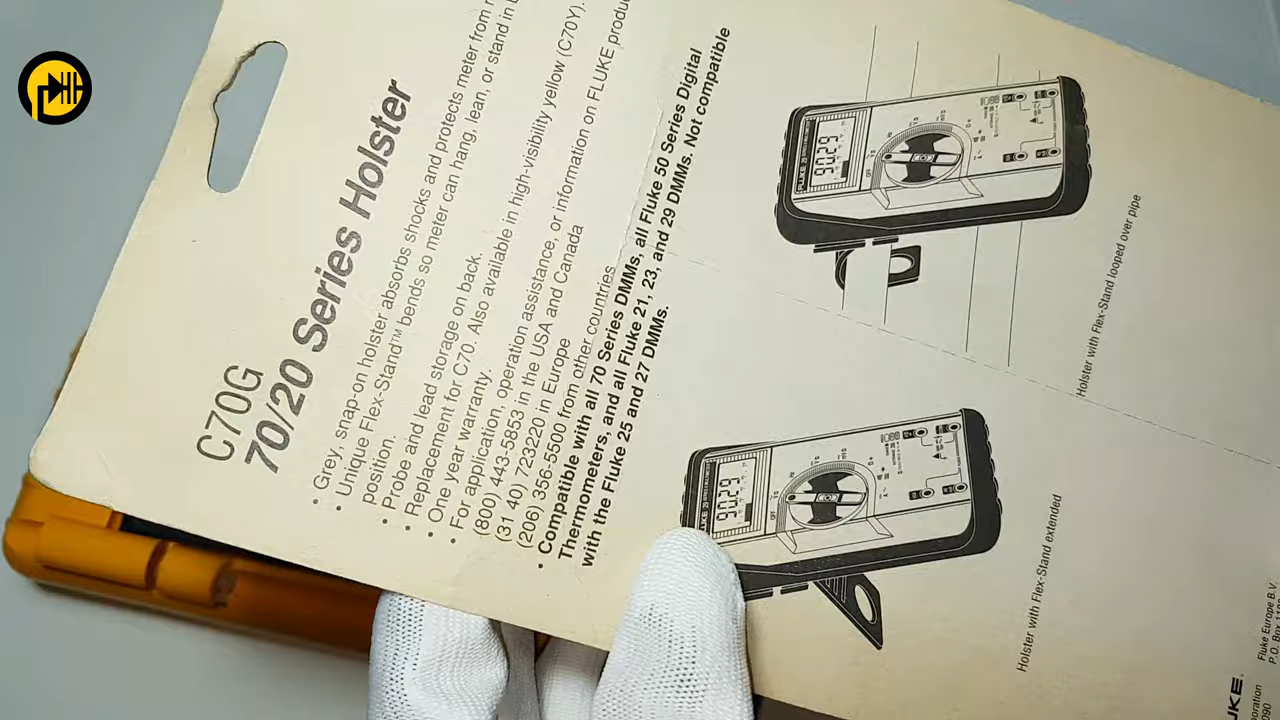 C70G
70/20 Series Holster
• Grey, snap-on holster absorbs shocks and protects meter from
• Unique Flex-Stand™ bends so meter can hang, lean, or stand in
position.
• Probe and lead storage on back.
• Replacement for C70. Also available in high-visibility yellow (C70Y).
• One year warranty.
• For application, operation assistance, or information on FLUKE
(800) 443-5853 in the USA and Canada
(31 40) 723220 in Europe
(206) 356-5500 from other countries
• Compatible with all 70 Series DMMs, all Fluke 50 Series Digital
Thermometers, and all Fluke 21, 23, and 29 DMMs. Not compatible
with the Fluke 25 and 27 DMMs.
FLUKE 29
9029
OFF
Holster with Flex-Stand looped over pipe
9029
OFF
Holster with Flex-Stand extended
Fluke Europe B.V.
P.O.